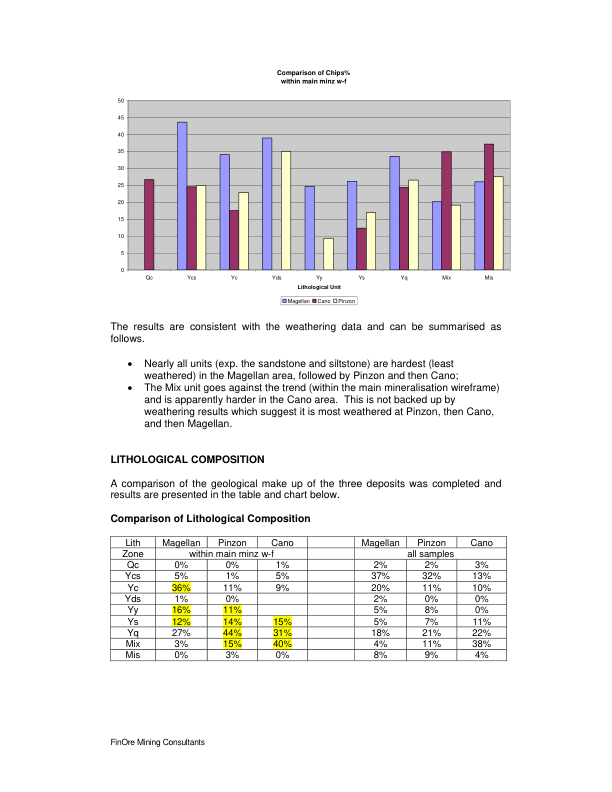 Comparison of Chips%
within main minz w-f
50
45
40
35
30
25
20
15
10
5
0
Qc Ycs Yc Yds Yy Ys Yq Mix Mis
Lithological Unit
Magellan Cano Pinzon
The results are consistent with the weathering data and can be summarised as
follows.
• Nearly all units (exp. the sandstone and siltstone) are hardest (least
weathered) in the Magellan area, followed by Pinzon and then Cano;
• The Mix unit goes against the trend (within the main mineralisation wireframe)
and is apparently harder in the Cano area. This is not backed up by
weathering results which suggest it is most weathered at Pinzon, then Cano,
and then Magellan.
LITHOLOGICAL COMPOSITION
A comparison of the geological make up of the three deposits was completed and
results are presented in the table and chart below.
Comparison of Lithological Composition
Lith Magellan Pinzon Cano Magellan Pinzon Cano
Zone within main minz w-f all samples
Qc 0% 0% 1% 2% 2% 3%
Ycs 5% 1% 5% 37% 32% 13%
Yc 36% 11% 9% 20% 11% 10%
Yds 1% 0% 2% 0% 0%
Yy 16% 11% 5% 8% 0%
Ys 12% 14% 15% 5% 7% 11%
Yq 27% 44% 31% 18% 21% 22%
Mix 3% 15% 40% 4% 11% 38%
Mis 0% 3% 0% 8% 9% 4%
FinOre Mining Consultants